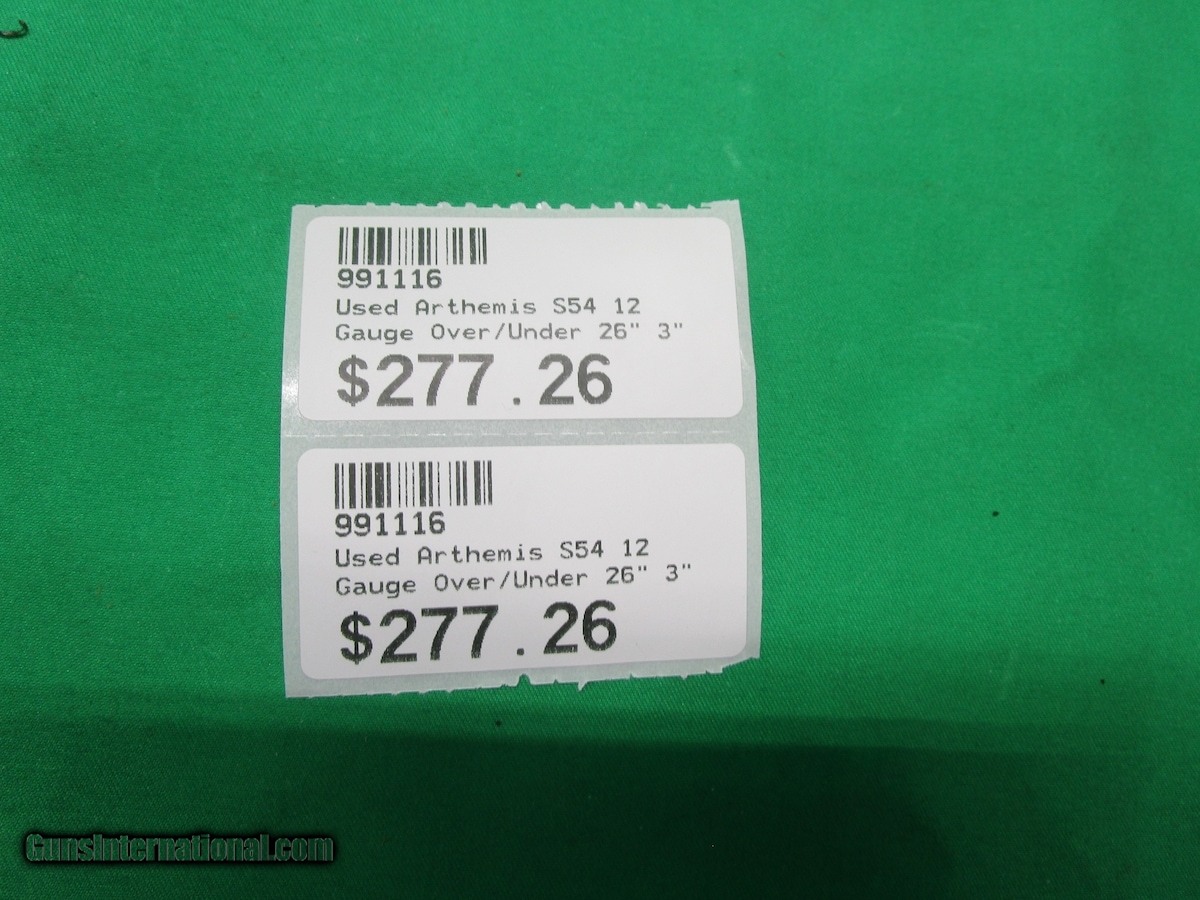 991116
Used Arthemis S54 12
Gauge Over/Under 26" 3"
$277.26
991116
Used Arthemis S54 12
Gauge Over/Under 26" 3"
$277.26
GunsInternational.com